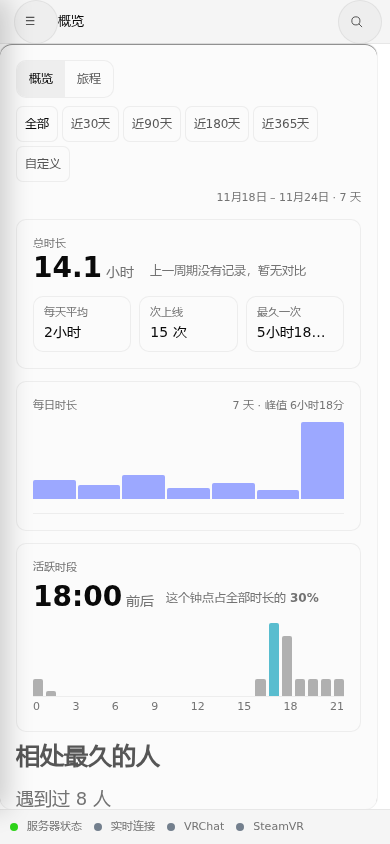 ☰ 概览
概览 旅程
全部 近30天 近90天 近180天 近365天
自定义
11月18日 – 11月24日 · 7 天
总时长
14.1 小时 上一周期没有记录，暂无对比
每天平均 次上线 最久一次
2小时 15 次 5小时18…
每日时长 7 天 · 峰值 6小时18分
活跃时段
18:00 前后 这个钟点占全部时长的 30%
0 3 6 9 12 15 18 21
相处最久的人
遇到过 8 人
服务器状态 实时连接 VRChat SteamVR